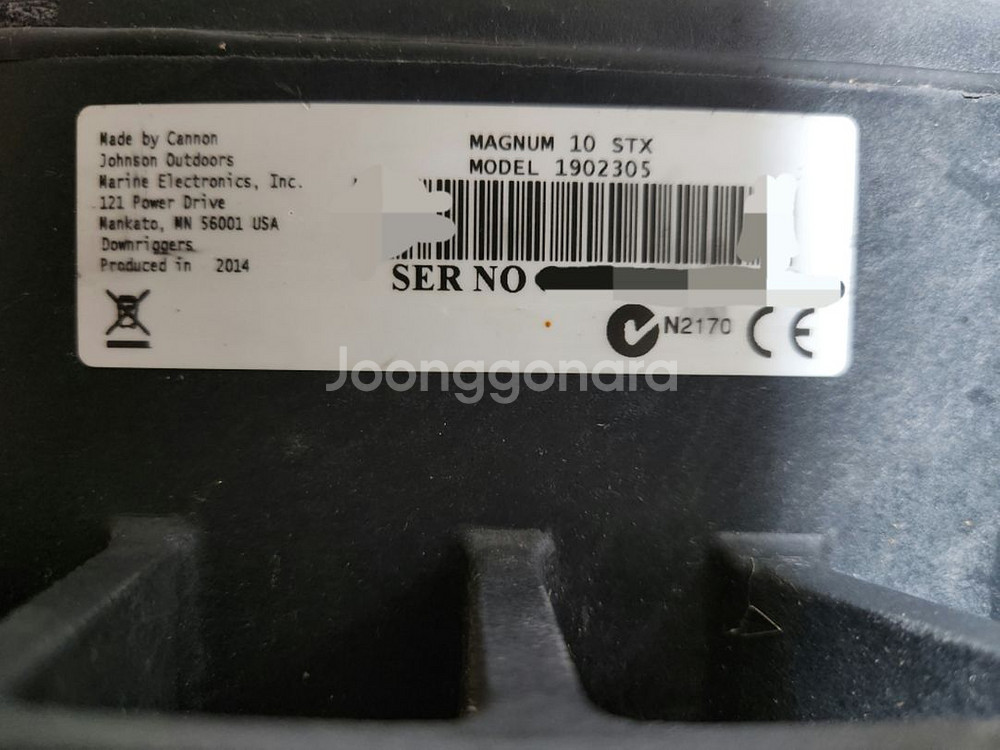 Made by Cannon
Johnson Outdoors
Marine Electronics, Inc.
121 Power Drive
Mankato, MN 56001 USA
Downriggers
Produced in 2014
MAGNUM 10 STX
MODEL 1902305
SER NO
N2170
CE
Joonggonara